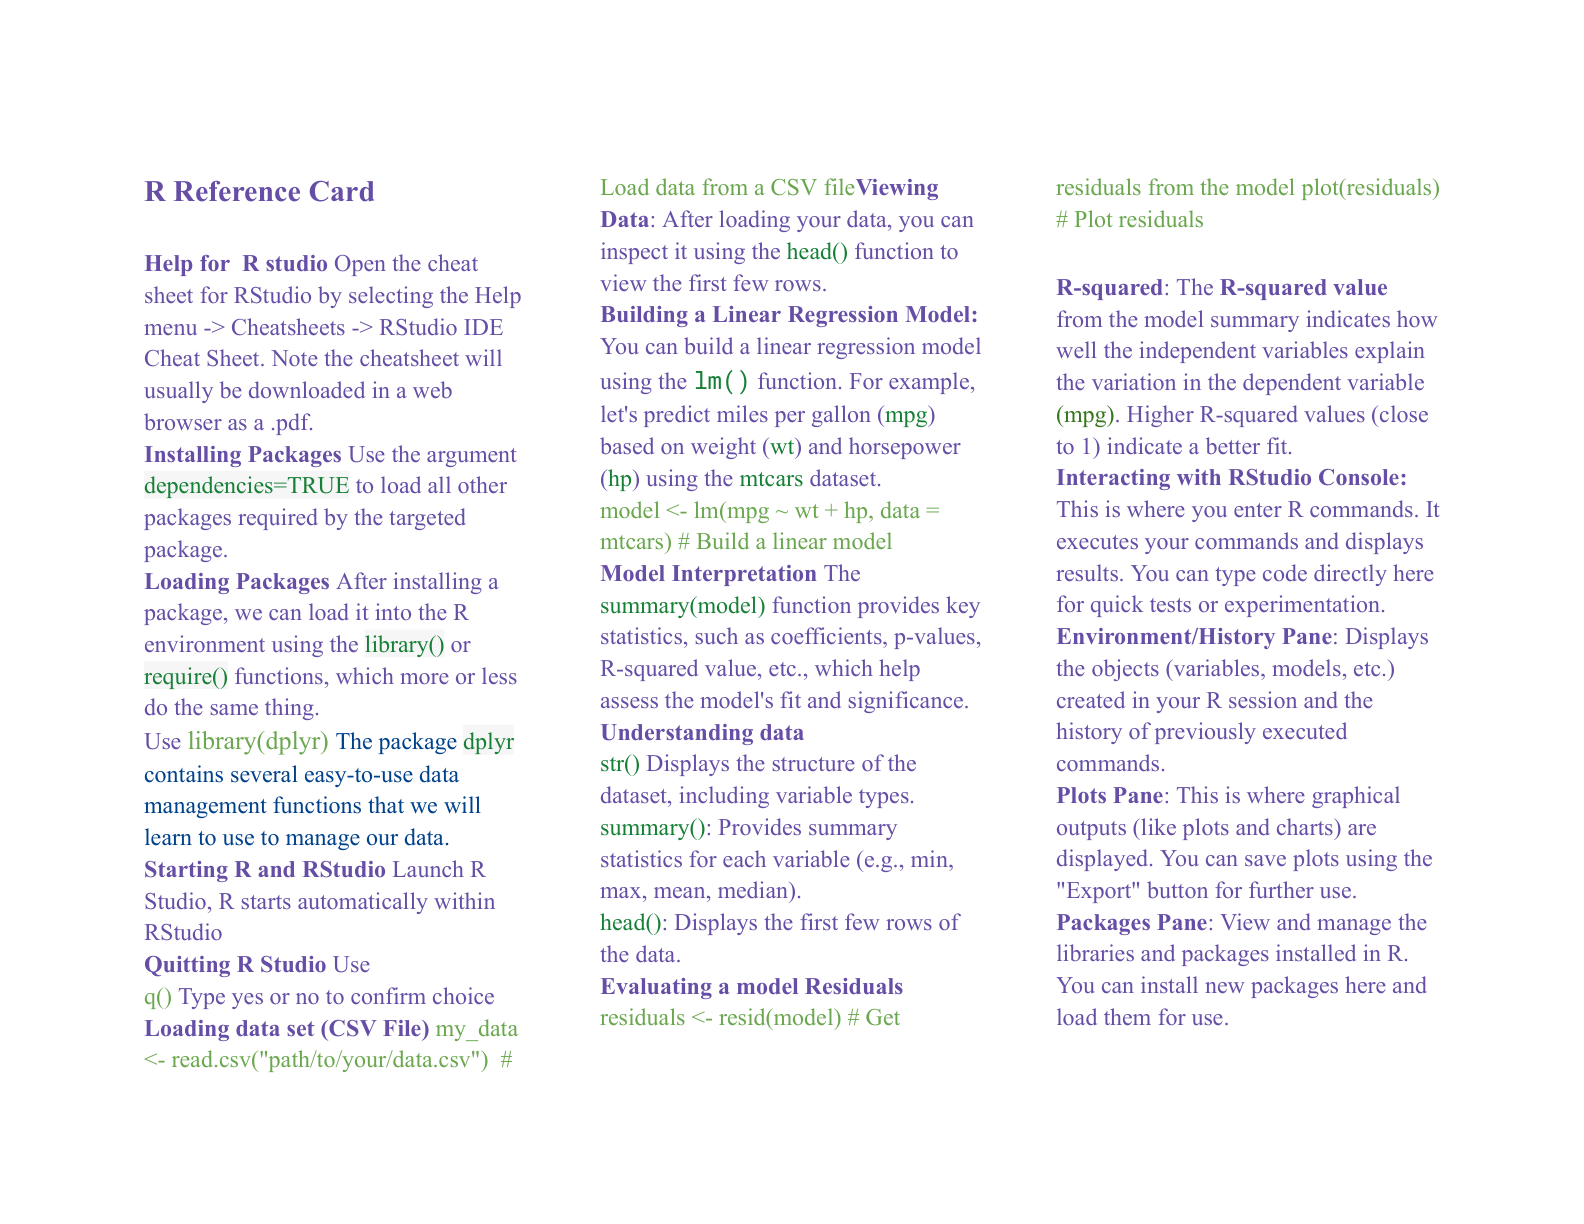 R Reference Card
Help for  R studio Open the cheat
sheet for RStudio by selecting the Help
menu -> Cheatsheets -> RStudio IDE
Cheat Sheet. Note the cheatsheet will
usually be downloaded in a web
browser as a .pdf.
Installing Packages Use the argument
dependencies=TRUE to load all other
packages required by the targeted
package.
Loading Packages After installing a
package, we can load it into the R
environment using the library() or
require() functions, which more or less
do the same thing.
Use library(dplyr) The package dplyr
contains several easy-to-use data
management functions that we will
learn to use to manage our data.
Starting R and RStudio Launch R
Studio, R starts automatically within
RStudio
Quitting R Studio Use
q() Type yes or no to confirm choice
Loading data set (CSV File) my_data
<- read.csv("path/to/your/data.csv")  #
Load data from a CSV fileViewing
Data: After loading your data, you can
inspect it using the head() function to
view the first few rows.
Building a Linear Regression Model:
You can build a linear regression model
using the lm() function. For example,
let's predict miles per gallon (mpg)
based on weight (wt) and horsepower
(hp) using the mtcars dataset.
model <- lm(mpg ~ wt + hp, data =
mtcars) # Build a linear model
Model Interpretation The
summary(model) function provides key
statistics, such as coefficients, p-values,
R-squared value, etc., which help
assess the model's fit and significance.
Understanding data
str() Displays the structure of the
dataset, including variable types.
summary(): Provides summary
statistics for each variable (e.g., min,
max, mean, median).
head(): Displays the first few rows of
the data.
Evaluating a model Residuals
residuals <- resid(model) # Get
residuals from the model plot(residuals)
# Plot residuals
R-squared: The R-squared value
from the model summary indicates how
well the independent variables explain
the variation in the dependent variable
(mpg). Higher R-squared values (close
to 1) indicate a better fit.
Interacting with RStudio Console:
This is where you enter R commands. It
executes your commands and displays
results. You can type code directly here
for quick tests or experimentation.
Environment/History Pane: Displays
the objects (variables, models, etc.)
created in your R session and the
history of previously executed
commands.
Plots Pane: This is where graphical
outputs (like plots and charts) are
displayed. You can save plots using the
"Export" button for further use.
Packages Pane: View and manage the
libraries and packages installed in R.
You can install new packages here and
load them for use.